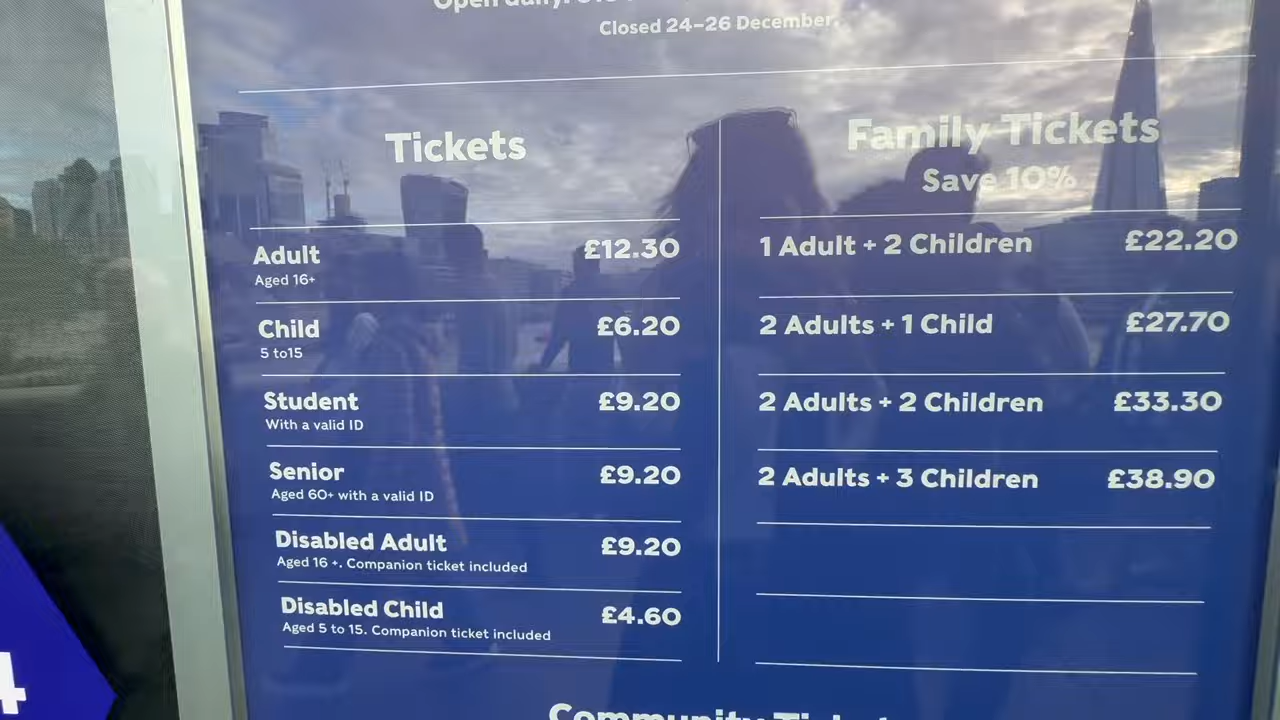 Open daily:
Closed 24–26 December.
Tickets
Adult £12.30
Aged 16+
Child £6.20
5 to15
Student £9.20
With a valid ID
Senior £9.20
Aged 60+ with a valid ID
Disabled Adult £9.20
Aged 16 +. Companion ticket included
Disabled Child £4.60
Aged 5 to 15. Companion ticket included
Family Tickets
Save 10%
1 Adult + 2 Children £22.20
2 Adults + 1 Child £27.70
2 Adults + 2 Children £33.30
2 Adults + 3 Children £38.90
Community
4